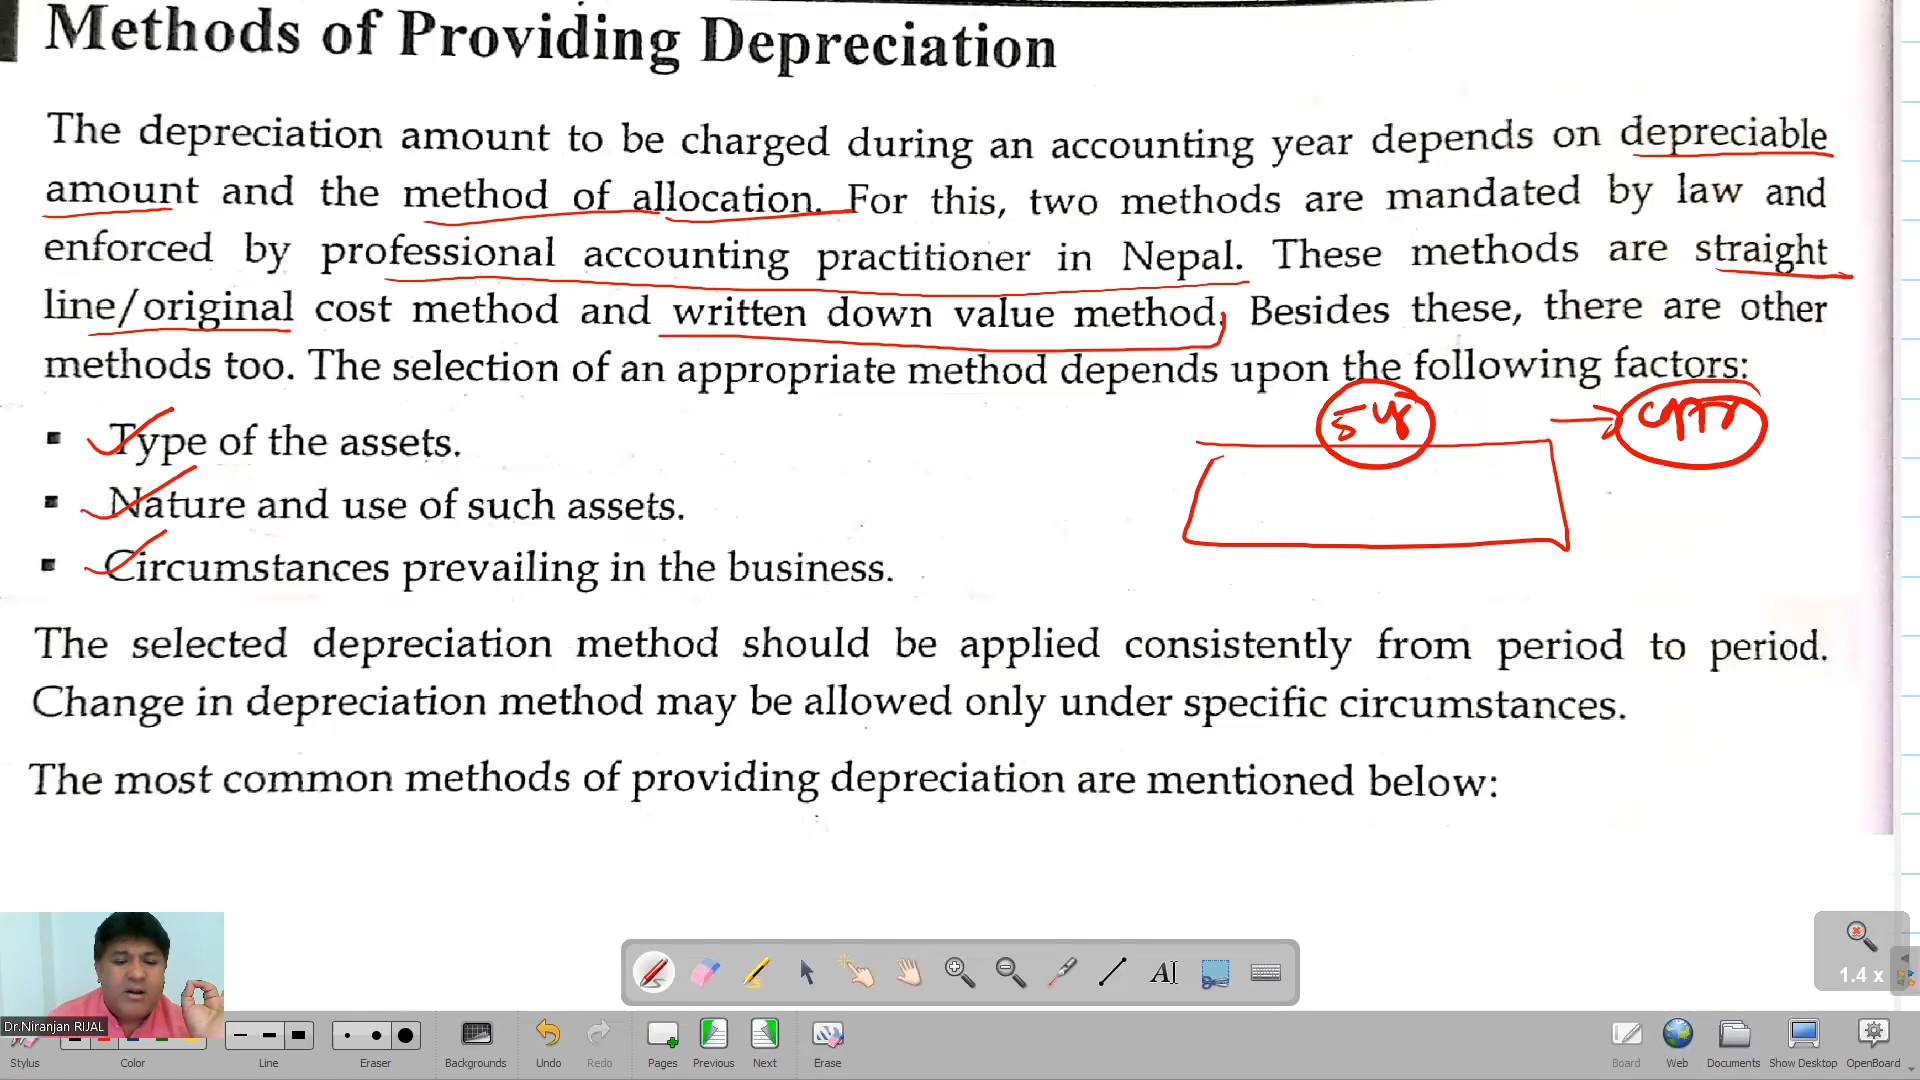 Methods of Providing Depreciation
The depreciation amount to be charged during an accounting year depends on depreciable
amount and the method of allocation. For this, two methods are mandated by law and
enforced by professional accounting practitioner in Nepal. These methods are straight
line/original cost method and written down value method. Besides these, there are other
methods too. The selection of an appropriate method depends upon the following factors:
▪ Type of the assets.
▪ Nature and use of such assets.
▪ Circumstances prevailing in the business.
The selected depreciation method should be applied consistently from period to period.
Change in depreciation method may be allowed only under specific circumstances.
The most common methods of providing depreciation are mentioned below:
1.4 x
Dr.Niranjan RIJAL
Stylus Color Line Eraser Backgrounds Undo Redo Pages Previous Next Erase Board Web Documents Show Desktop OpenBoard